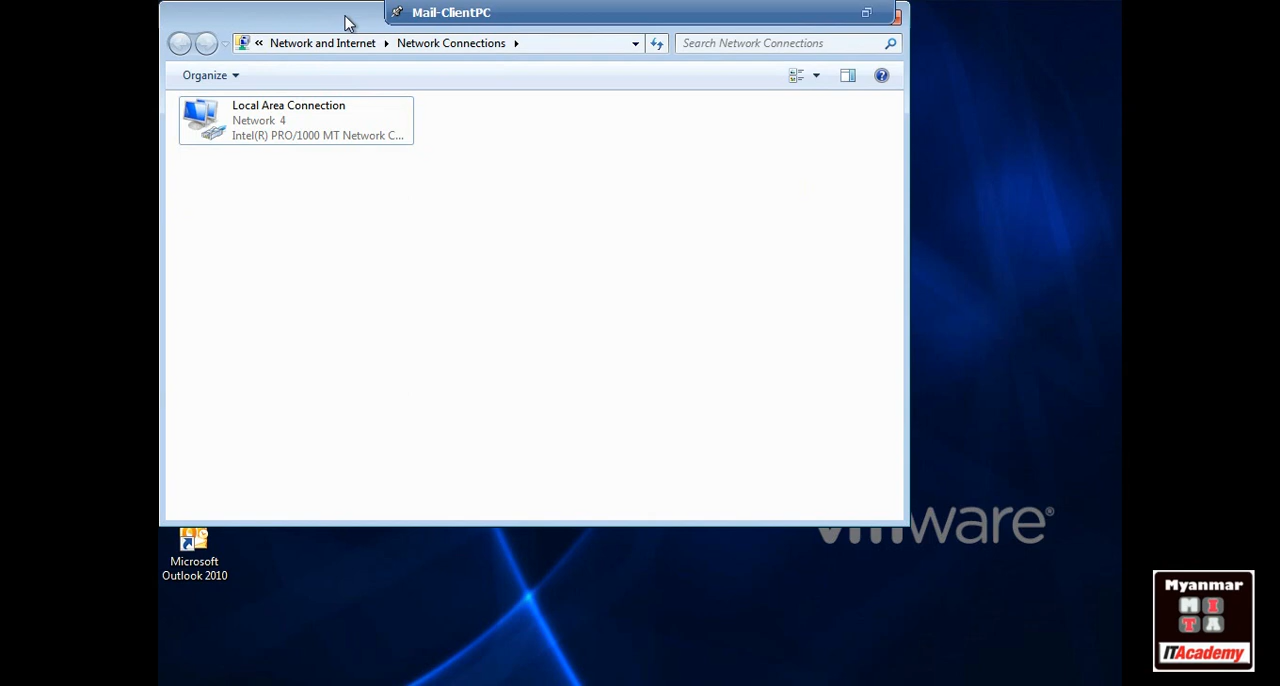 Mail-ClientPC
« Network and Internet Network Connections
Search Network Connections
Organize
Local Area Connection
Network 4
Intel(R) PRO/1000 MT Network C...
vmware®
Microsoft
Outlook 2010
Myanmar
M I
T A
ITAcademy